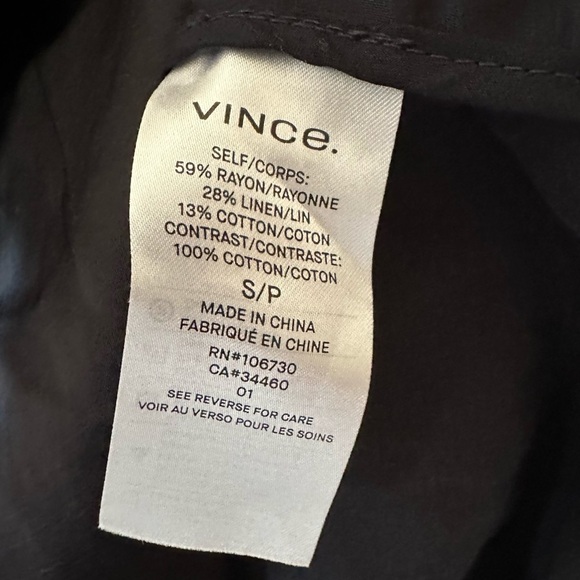 VINCE.
SELF/CORPS:
59% RAYON/RAYONNE
28% LINEN/LIN
13% COTTON/COTON
CONTRAST/CONTRASTE:
100% COTTON/COTON
S/P
MADE IN CHINA
FABRIQUÉ EN CHINE
RN#106730
CA#34460
01
SEE REVERSE FOR CARE
VOIR AU VERSO POUR LES SOINS